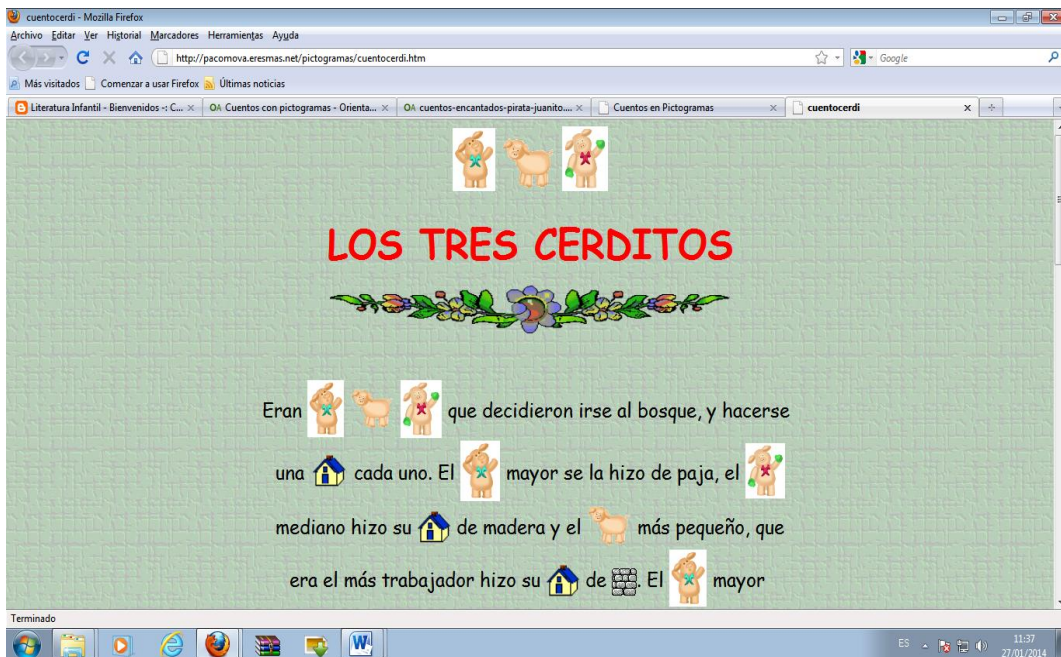 cuentocerdi - Mozilla Firefox
Archivo Editar Ver Historial Marcadores Herramientas Ayuda
http://pacomova.eresmas.net/pictogramas/cuentocerdi.htm
Google
Más visitados Comenzar a usar Firefox Últimas noticias
Literatura Infantil - Bienvenidos -: C... OA Cuentos con pictogramas - Orienta... OA cuentos-encantados-pirata-juanito.... Cuentos en Pictogramas cuentocerdi
LOS TRES CERDITOS
Eran que decidieron irse al bosque, y hacerse
una cada uno. El mayor se la hizo de paja, el
mediano hizo su de madera y el más pequeño, que
era el más trabajador hizo su de . El mayor
Terminado
W
ES 11:37
27/01/2014